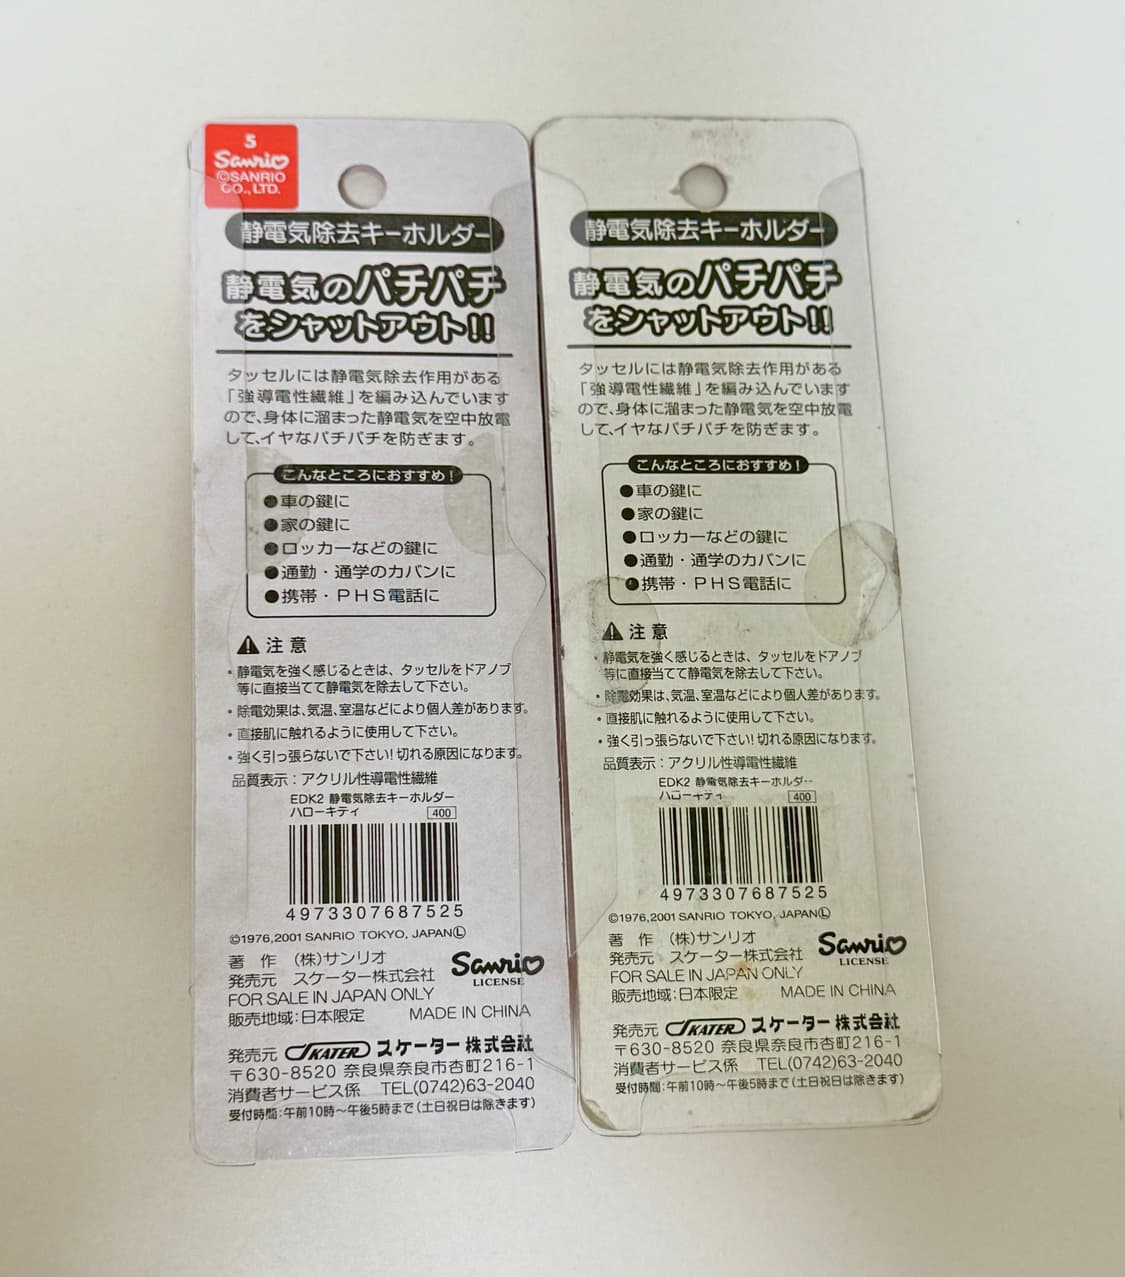 5
Sanrio
©SANRIO
CO., LTD.
静電気除去キーホルダー
静電気のパチパチ
をシャットアウト!!
タッセルには静電気除去作用がある
「強導電性繊維」を編み込んでいます
ので、身体に溜まった静電気を空中放電
して、イヤなパチパチを防ぎます。
こんなところにおすすめ!
●車の鍵に
●家の鍵に
●ロッカーなどの鍵に
●通勤・通学のカバンに
●携帯・PHS電話に
注意
・静電気を強く感じるときは、タッセルをドアノブ
等に直接当てて静電気を除去して下さい。
・除電効果は、気温、室温などにより個人差があります。
・直接肌に触れるように使用して下さい。
・強く引っ張らないで下さい!切れる原因になります。
品質表示：アクリル性導電性繊維
EDK2 静電気除去キーホルダー
ハローキティ 400
4973307687525
©1976,2001 SANRIO TOKYO, JAPAN Ⓛ
著 作 (株)サンリオ
発売元 スケーター株式会社
Sanrio
LICENSE
FOR SALE IN JAPAN ONLY
販売地域:日本限定 MADE IN CHINA
発売元 SKATER スケーター株式会社
〒630-8520 奈良県奈良市杏町216-1
消費者サービス係 TEL(0742)63-2040
受付時間:午前10時～午後5時まで(土日祝日は除きます)
静電気除去キーホルダー
静電気のパチパチ
をシャットアウト!!
タッセルには静電気除去作用がある
「強導電性繊維」を編み込んでいます
ので、身体に溜まった静電気を空中放電
して、イヤなパチパチを防ぎます。
こんなところにおすすめ!
●車の鍵に
●家の鍵に
●ロッカーなどの鍵に
●通勤・通学のカバンに
●携帯・PHS電話に
注意
・静電気を強く感じるときは、タッセルをドアノブ
等に直接当てて静電気を除去して下さい。
・除電効果は、気温、室温などにより個人差があります。
・直接肌に触れるように使用して下さい。
・強く引っ張らないで下さい!切れる原因になります。
品質表示：アクリル性導電性繊維
EDK2 静電気除去キーホルダー
ハローキティ 400
4973307687525
©1976,2001 SANRIO TOKYO, JAPAN Ⓛ
著 作 (株)サンリオ
発売元 スケーター株式会社
Sanrio
LICENSE
FOR SALE IN JAPAN ONLY
販売地域:日本限定 MADE IN CHINA
発売元 SKATER スケーター株式会社
〒630-8520 奈良県奈良市杏町216-1
消費者サービス係 TEL(0742)63-2040
受付時間:午前10時～午後5時まで(土日祝日は除きます)